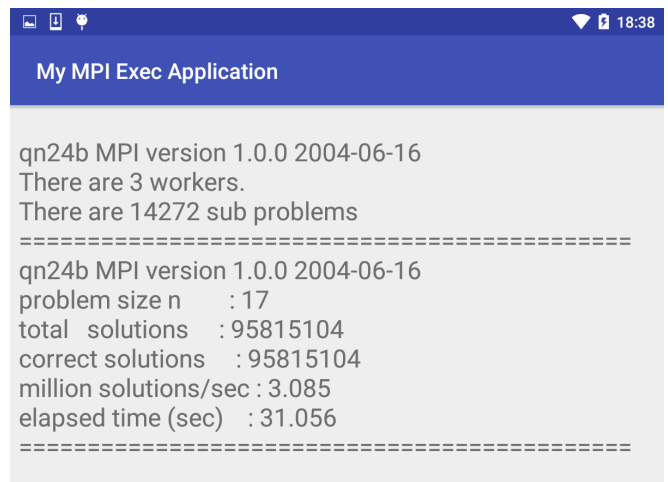 18:38
My MPI Exec Application
qn24b MPI version 1.0.0 2004-06-16
There are 3 workers.
There are 14272 sub problems
=============================================
qn24b MPI version 1.0.0 2004-06-16
problem size n : 17
total solutions : 95815104
correct solutions : 95815104
million solutions/sec : 3.085
elapsed time (sec) : 31.056
=============================================